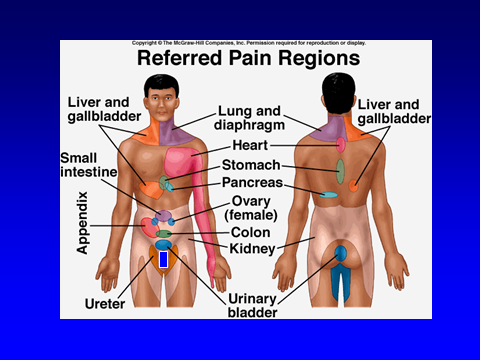 Copyright © The McGraw-Hill Companies, Inc. Permission required for reproduction or display.
Referred Pain Regions
Liver and
gallbladder
Small
intestine
Appendix
Ureter
Lung and
diaphragm
Heart
Stomach
Pancreas
Ovary
(female)
Colon
Kidney
Urinary
bladder
Liver and
gallbladder